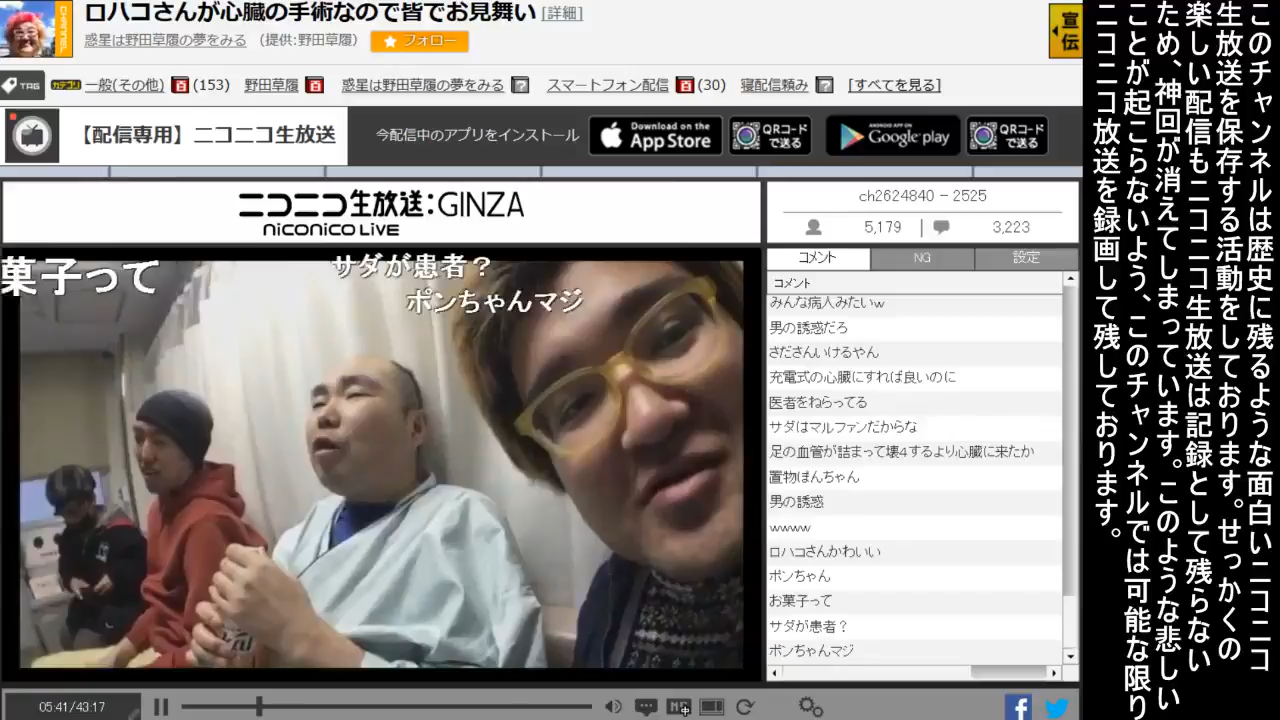 ロハコさんが心臓の手術なので皆でお見舞い [詳細]
CHANNEL
惑星は野田草履の夢をみる (提供:野田草履)
フォロー
宣伝
TAG
カテゴリ 一般(その他) (153) 野田草履 惑星は野田草履の夢をみる ? スマートフォン配信 (30) 寝配信頼み ? [すべてを見る]
【配信専用】ニコニコ生放送
今配信中のアプリをインストール
Download on the
App Store
QRコード
で送る
ANDROID APP ON
Google play
QRコード
で送る
ニコニコ生放送:GINZA
niconico Live
ch2624840 - 2525
5,179 | 3,223
コメント NG 設定
コメント
みんな病人みたいw
男の誘惑だろ
さださんいけるやん
充電式の心臓にすれば良いのに
医者をねらってる
サダはマルファンだからな
足の血管が詰まって壊4するより心臓に来たか
置物ほんちゃん
男の誘惑
wwww
ロハコさんかわいい
ボンちゃん
お菓子って
サダが患者？
ボンちゃんマジ
菓子って
サダが患者？
ポンちゃんマジ
05:41/43:17
このチャンネルは歴史に残るような面白いニコニコ
生放送を保存する活動をしております。せっかくの
楽しい配信もニコニコ生放送は記録として残らない
ため、神回が消えてしまっています。このような悲しい
ことが起こらないよう、このチャンネルでは可能な限り
ニコニコ放送を録画して残しております。